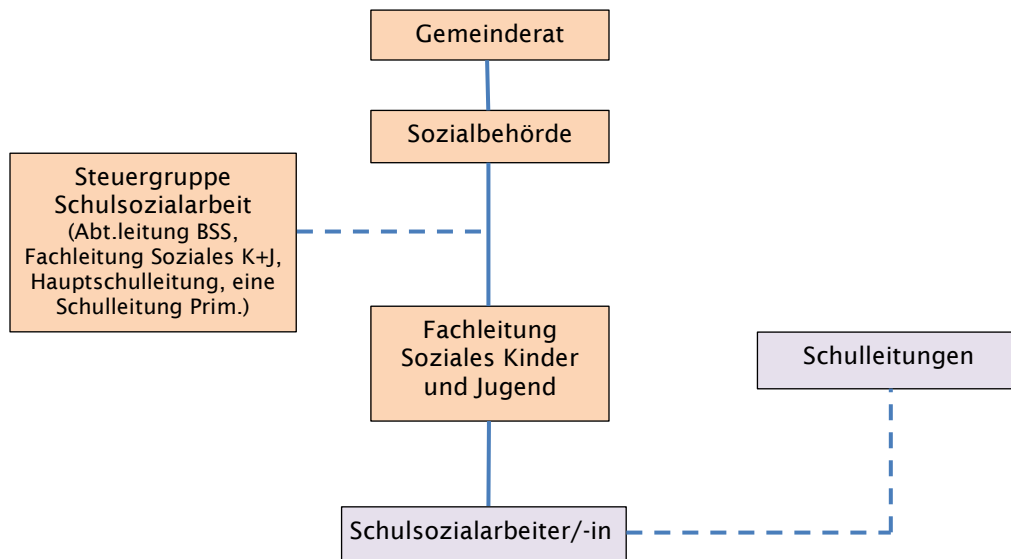 Gemeinderat
Sozialbehörde
Steuergruppe
Schulsozialarbeit
(Abt.leitung BSS,
Fachleitung Soziales K+J,
Hauptschulleitung, eine
Schulleitung Prim.)
Fachleitung
Soziales Kinder
und Jugend
Schulleitungen
Schulsozialarbeiter/-in